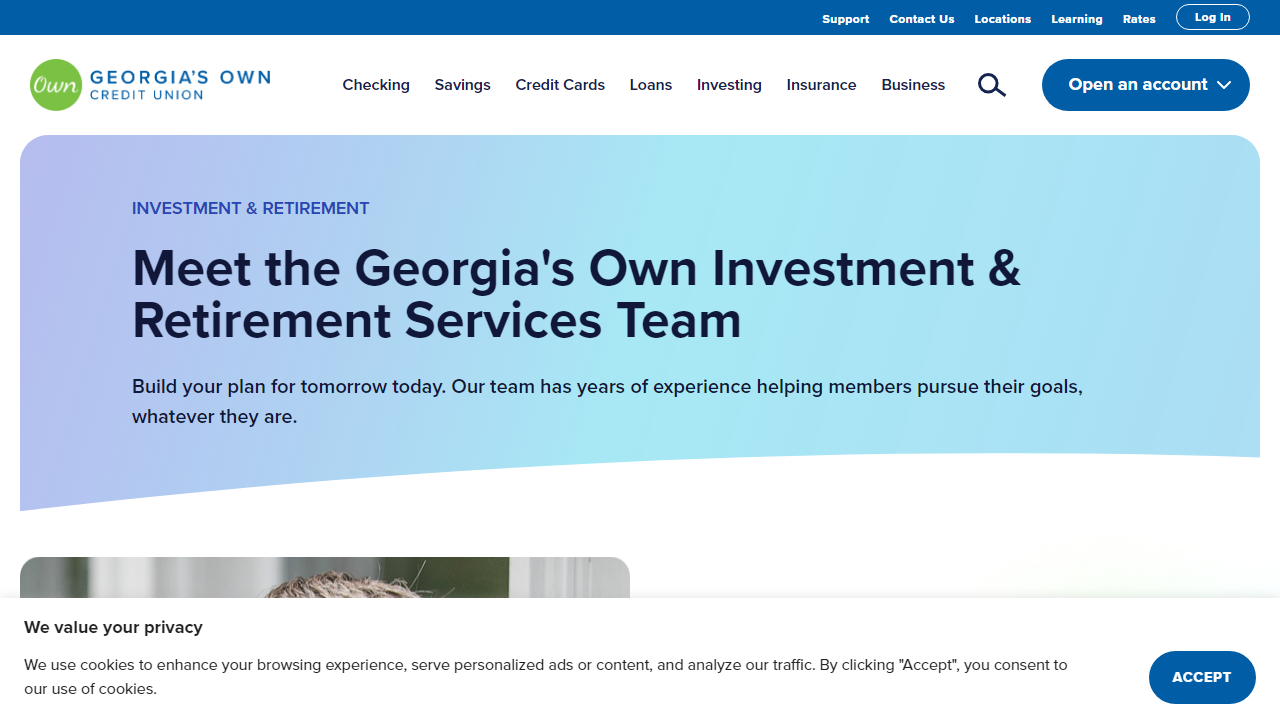 Support Contact Us Locations Learning Rates Log In
Own GEORGIA'S OWN
CREDIT UNION
Checking Savings Credit Cards Loans Investing Insurance Business Open an account
INVESTMENT & RETIREMENT
Meet the Georgia's Own Investment &
Retirement Services Team
Build your plan for tomorrow today. Our team has years of experience helping members pursue their goals,
whatever they are.
We value your privacy
We use cookies to enhance your browsing experience, serve personalized ads or content, and analyze our traffic. By clicking "Accept", you consent to
our use of cookies.
ACCEPT